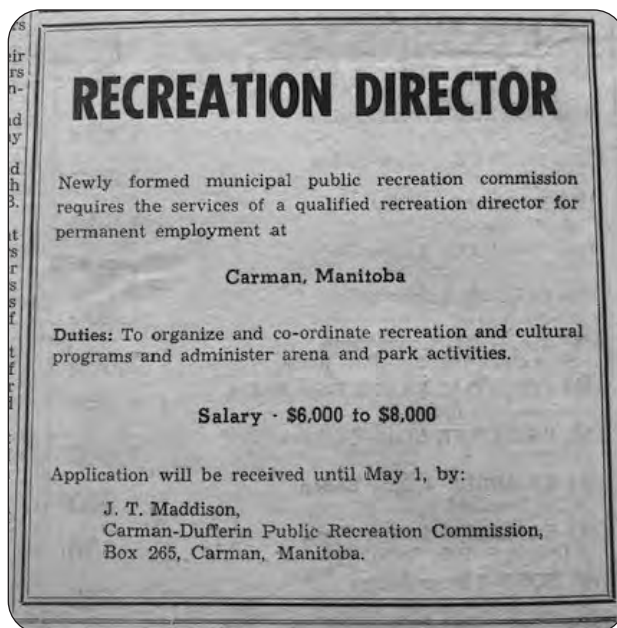 RECREATION DIRECTOR
Newly formed municipal public recreation commission
requires the services of a qualified recreation director for
permanent employment at
Carman, Manitoba
Duties: To organize and co-ordinate recreation and cultural
programs and administer arena and park activities.
Salary - $6,000 to $8,000
Application will be received until May 1, by:
J. T. Maddison,
Carman-Dufferin Public Recreation Commission,
Box 265, Carman, Manitoba.